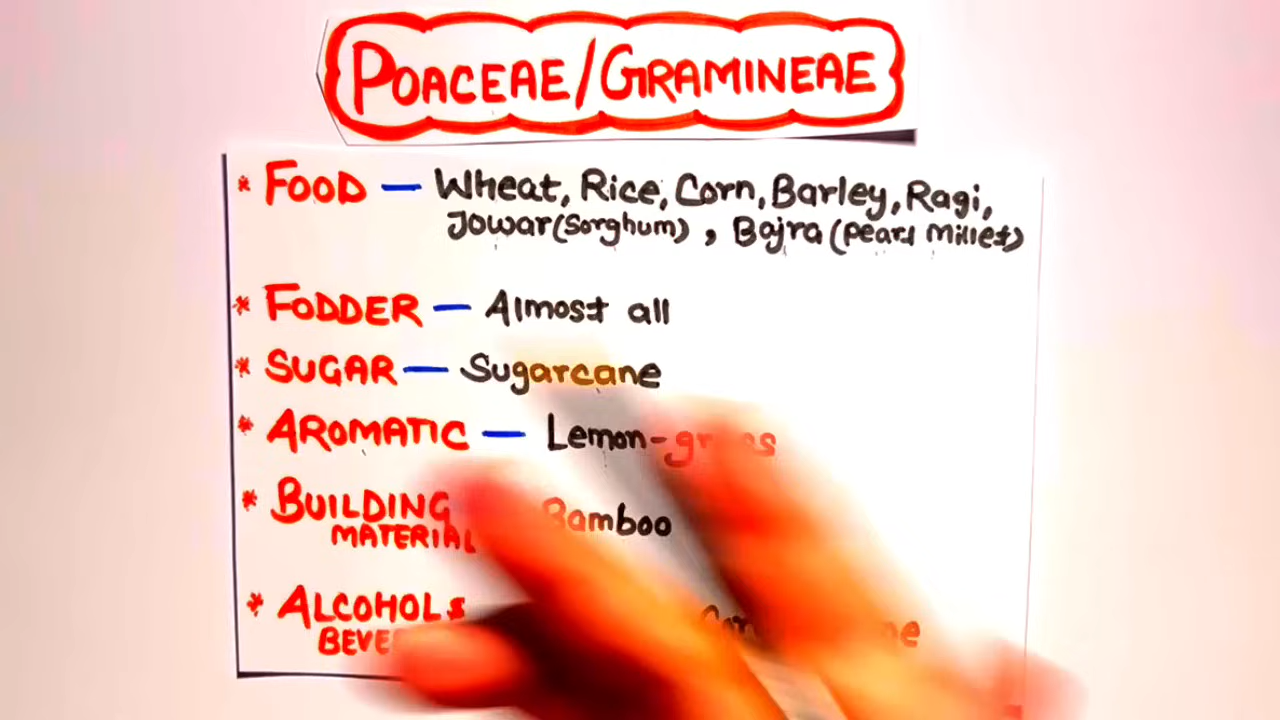 POACEAE/GRAMINEAE
* FOOD — Wheat, Rice, Corn, Barley, Ragi,
Jowar(Sorghum), Bajra(pearl millet)
* FODDER — Almost all
* SUGAR — Sugarcane
* AROMATIC — Lemon-grass
* BUILDING Bamboo
MATERIAL
* ALCOHOLS